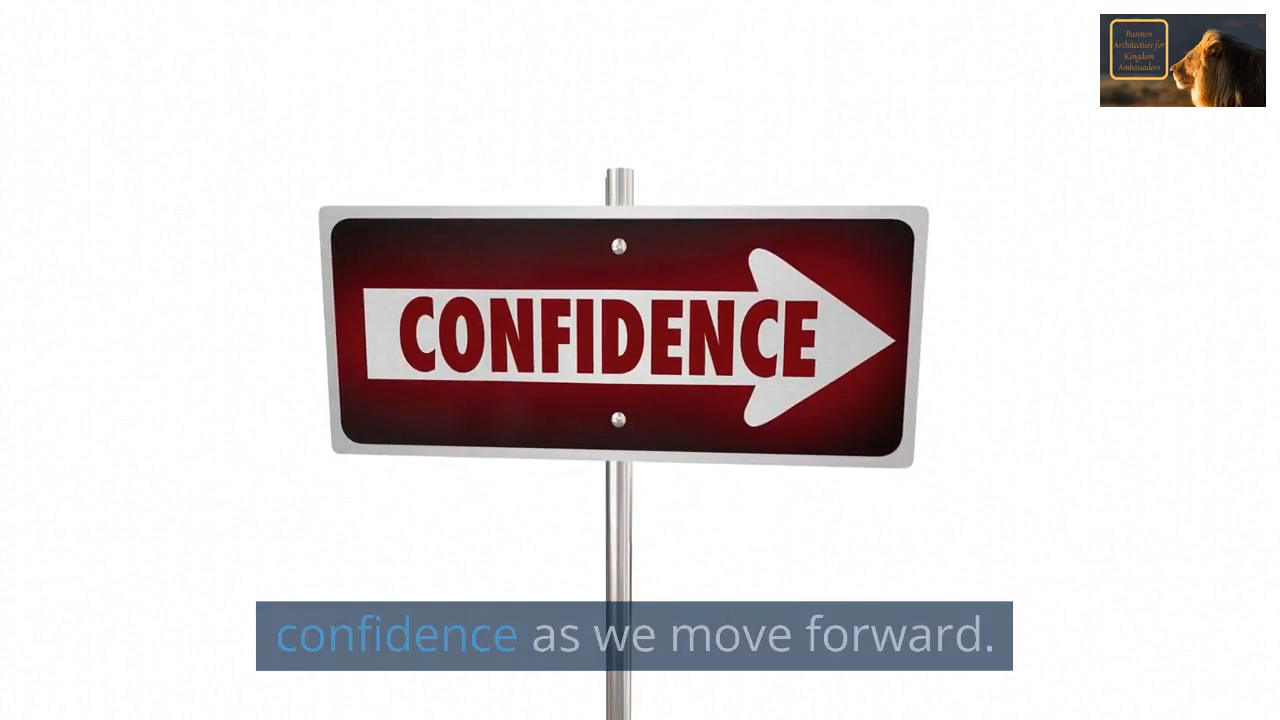 Business
Architecture for
Kingdom
Ambassadors
CONFIDENCE
confidence as we move forward.